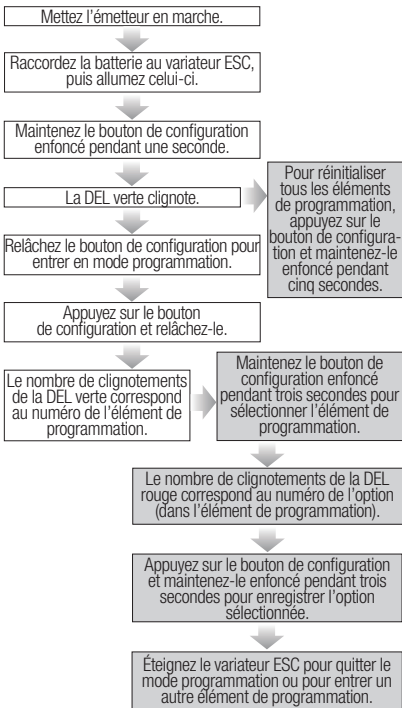 Mettez l'émetteur en marche.
Raccordez la batterie au variateur ESC,
puis allumez celui-ci.
Maintenez le bouton de configuration
enfoncé pendant une seconde.
La DEL verte clignote.
Pour réinitialiser
tous les éléments
de programmation,
appuyez sur le
bouton de configura-
tion et maintenez-le
enfoncé pendant
cinq secondes.
Relâchez le bouton de configuration pour
entrer en mode programmation.
Appuyez sur le bouton
de configuration et relâchez-le.
Le nombre de clignotements
de la DEL verte correspond
au numéro de l'élément de
programmation.
Maintenez le bouton de
configuration enfoncé
pendant trois secondes pour
sélectionner l'élément de
programmation.
Le nombre de clignotements de la DEL
rouge correspond au numéro de l'option
(dans l'élément de programmation).
Appuyez sur le bouton de configuration
et maintenez-le enfoncé pendant trois
secondes pour enregistrer l'option
sélectionnée.
Éteignez le variateur ESC pour quitter le
mode programmation ou pour entrer un
autre élément de programmation.